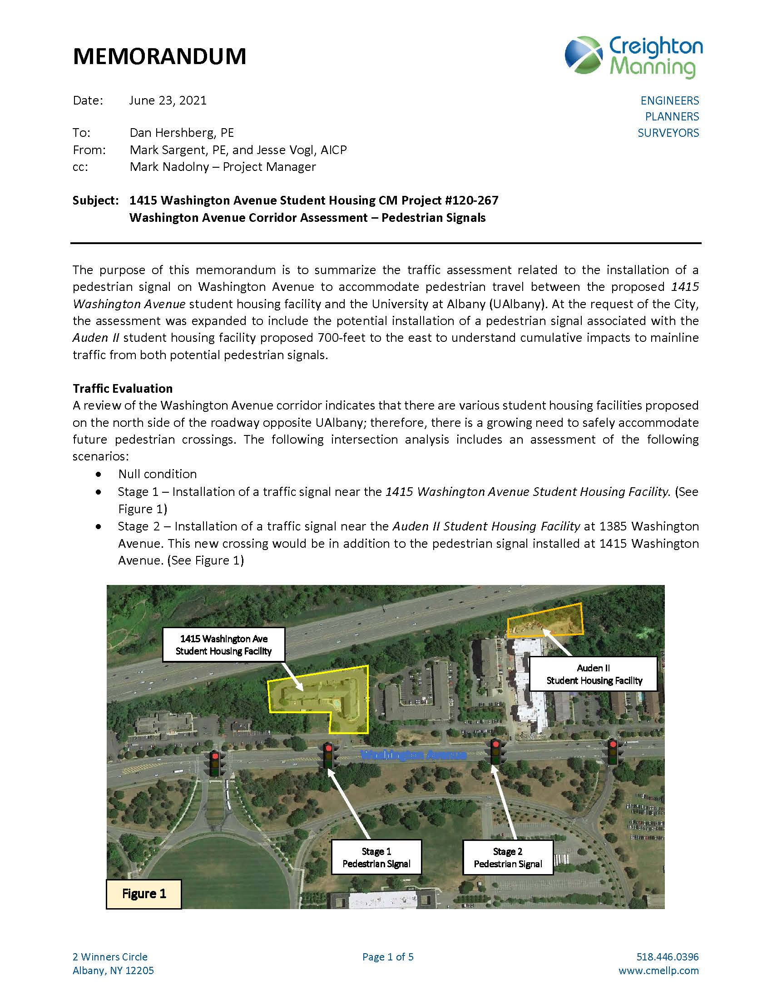 MEMORANDUM
Creighton
Manning
Date: June 23, 2021
ENGINEERS
PLANNERS
To: Dan Hershberg, PE
SURVEYORS
From: Mark Sargent, PE, and Jesse Vogl, AICP
cc: Mark Nadolny – Project Manager
Subject: 1415 Washington Avenue Student Housing CM Project #120-267
Washington Avenue Corridor Assessment – Pedestrian Signals
The purpose of this memorandum is to summarize the traffic assessment related to the installation of a
pedestrian signal on Washington Avenue to accommodate pedestrian travel between the proposed 1415
Washington Avenue student housing facility and the University at Albany (UAlbany). At the request of the City,
the assessment was expanded to include the potential installation of a pedestrian signal associated with the
Auden II student housing facility proposed 700-feet to the east to understand cumulative impacts to mainline
traffic from both potential pedestrian signals.
Traffic Evaluation
A review of the Washington Avenue corridor indicates that there are various student housing facilities proposed
on the north side of the roadway opposite UAlbany; therefore, there is a growing need to safely accommodate
future pedestrian crossings. The following intersection analysis includes an assessment of the following
scenarios:
• Null condition
• Stage 1 – Installation of a traffic signal near the 1415 Washington Avenue Student Housing Facility. (See
Figure 1)
• Stage 2 – Installation of a traffic signal near the Auden II Student Housing Facility at 1385 Washington
Avenue. This new crossing would be in addition to the pedestrian signal installed at 1415 Washington
Avenue. (See Figure 1)
1415 Washington Ave
Student Housing Facility
Auden II
Student Housing Facility
Washington Avenue
Stage 1
Pedestrian Signal
Stage 2
Pedestrian Signal
Figure 1
2 Winners Circle
Albany, NY 12205
Page 1 of 5
518.446.0396
www.cmellp.com